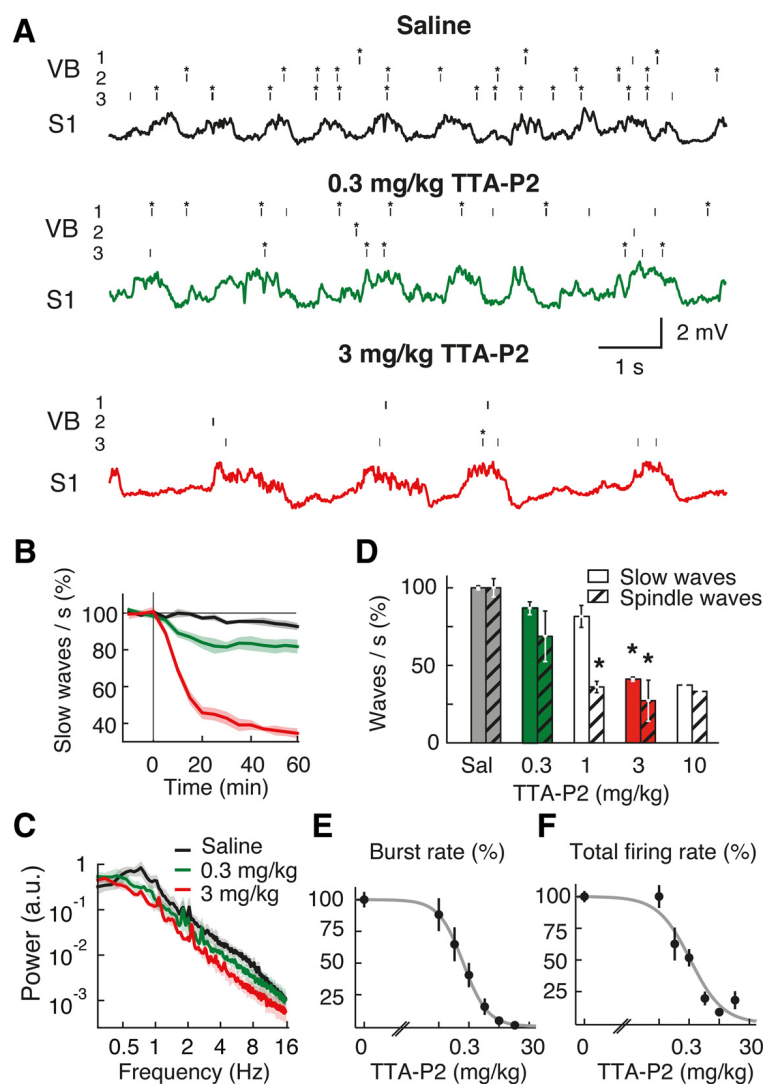 A
Saline
VB
1
2
3
S1
0.3 mg/kg TTA-P2
VB
1
2
3
S1
2 mV
1 s
3 mg/kg TTA-P2
VB
1
2
3
S1
B
Slow waves / s (%)
100
80
60
40
0 20 40 60
Time (min)
C
Saline
0.3 mg/kg
3 mg/kg
Power (a.u.)
1
10-1
10-2
10-3
0.5 1 2 4 8 16
Frequency (Hz)
D
Slow waves
Spindle waves
Waves / s (%)
100
50
0
* * *
Sal 0.3 1 3 10
TTA-P2 (mg/kg)
E
Burst rate (%)
100
75
50
25
0 0.3 30
TTA-P2 (mg/kg)
F
Total firing rate (%)
100
75
50
25
0 0.3 30
TTA-P2 (mg/kg)